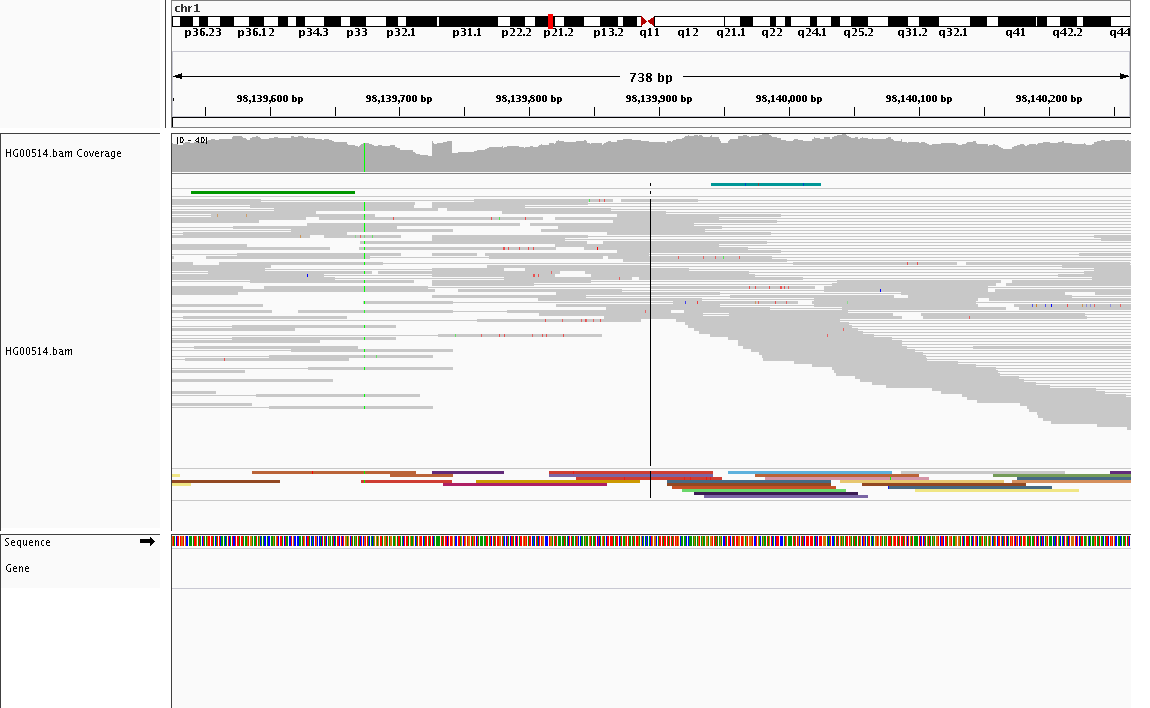 chr1
p36.23 p36.12 p34.3 p33 p32.1 p31.1 p22.2 p21.2 p13.2 q11 q12 q21.1 q22 q24.1 q25.2 q31.2 q32.1 q41 q42.2 q44
738 bp
98,139,600 bp 98,139,700 bp 98,139,800 bp 98,139,900 bp 98,140,000 bp 98,140,100 bp 98,140,200 bp
HG00514.bam Coverage
[0 - 40]
HG00514.bam
Sequence
Gene